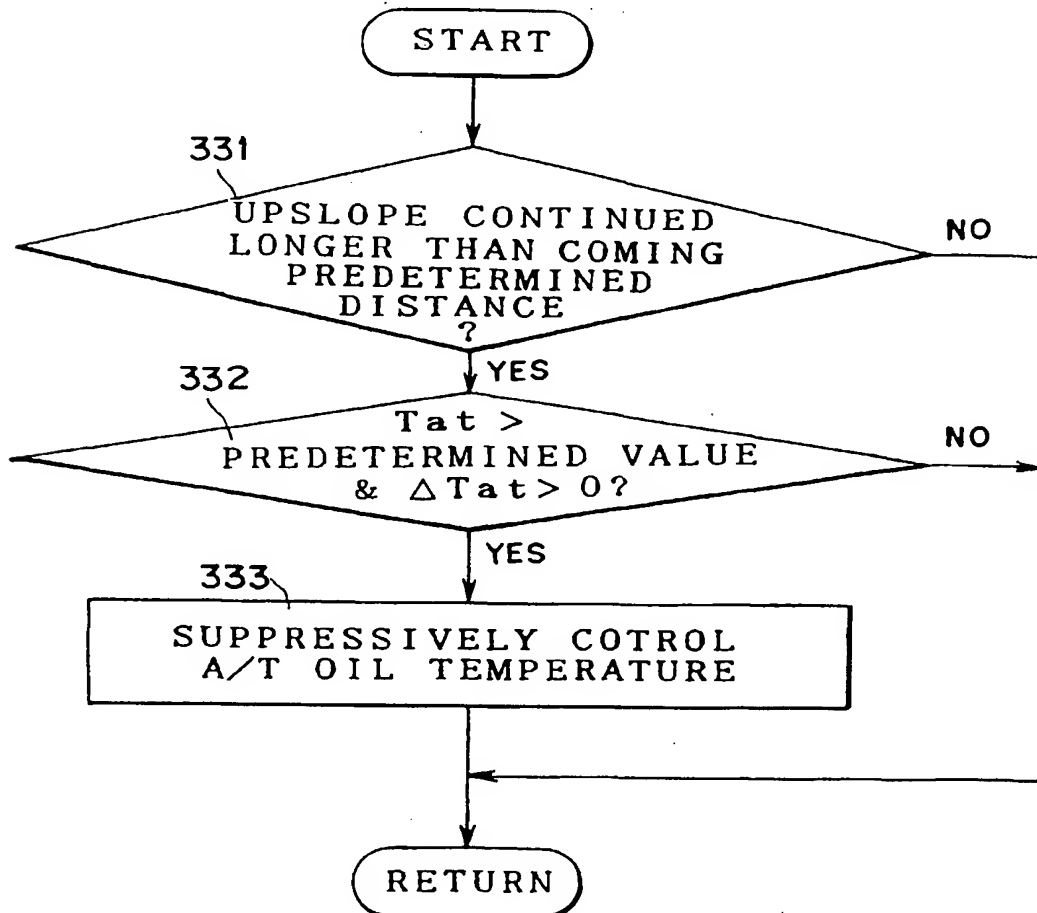 START
331
UPSLOPE CONTINUED
LONGER THAN COMING
PREDETERMINED
DISTANCE
?
NO
YES
332
Tat >
PREDETERMINED VALUE
& △Tat > 0?
NO
YES
333
SUPPRESSIVELY COTROL
A/T OIL TEMPERATURE
RETURN